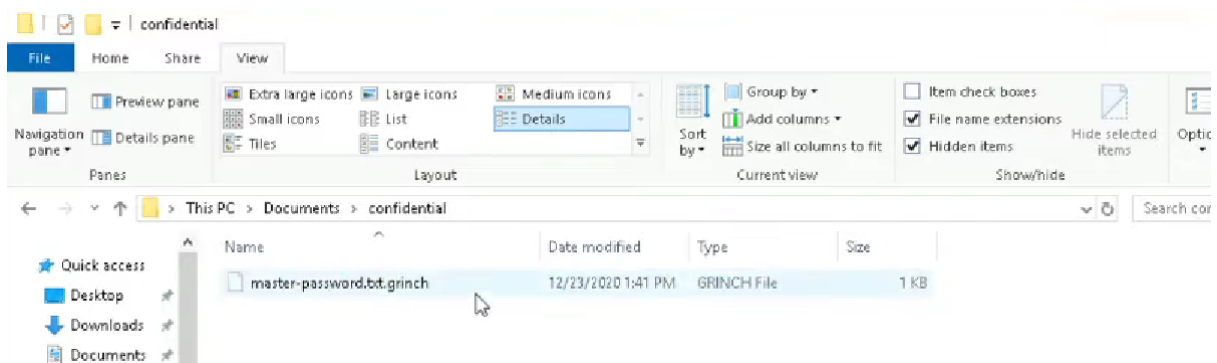 confidential
File Home Share View
Navigation pane
Preview pane
Details pane
Panes
Extra large icons Large icons Medium icons
Small icons List Details
Tiles Content
Layout
Sort by
Group by
Add columns
Size all columns to fit
Current view
Item check boxes
File name extensions
Hidden items
Hide selected items
Show/hide
This PC > Documents > confidential
Name Date modified Type Size
Quick access
master-password.txt.grinch 12/23/2020 1:41 PM GRINCH File 1 KB
Desktop
Downloads
Documents